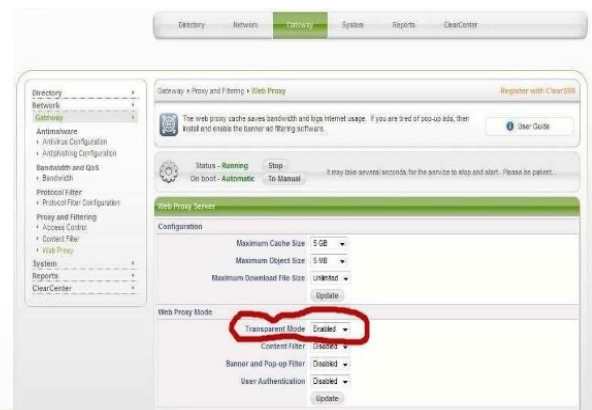 Directory Network Gateway System Reports ClearCenter
Directory
Network
Gateway
Antimalware
Antivirus Configuration
Antiphishing Configuration
Bandwidth and QoS
Bandwidth
Protocol Filter
Protocol Filter Configuration
Proxy and Filtering
Access Control
Content Filter
Web Proxy
System
Reports
ClearCenter
Gateway Proxy and Filtering Web Proxy Register with ClearSDN
The web proxy cache saves bandwidth and logs internet usage. If you are tired of pop-up ads, then
install and enable the banner ad filtering software.
User Guide
Status - Running Stop
On boot - Automatic To Manual
It may take several seconds for the service to stop and start. Please be patient...
Web Proxy Server
Configuration
Maximum Cache Size 5 GB
Maximum Object Size 5 MB
Maximum Download File Size Unlimited
Update
Web Proxy Mode
Transparent Mode Enabled
Content Filter Disabled
Banner and Pop-up Filter Disabled
User Authentication Disabled
Update